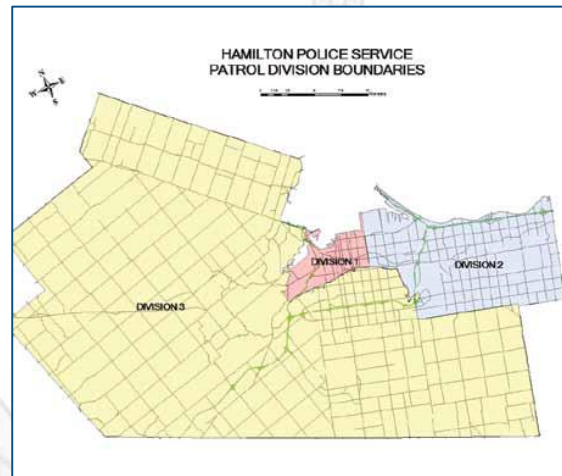 HAMILTON POLICE SERVICE
PATROL DIVISION BOUNDARIES
N
E
W
S
DIVISION 1
DIVISION 2
DIVISION 3